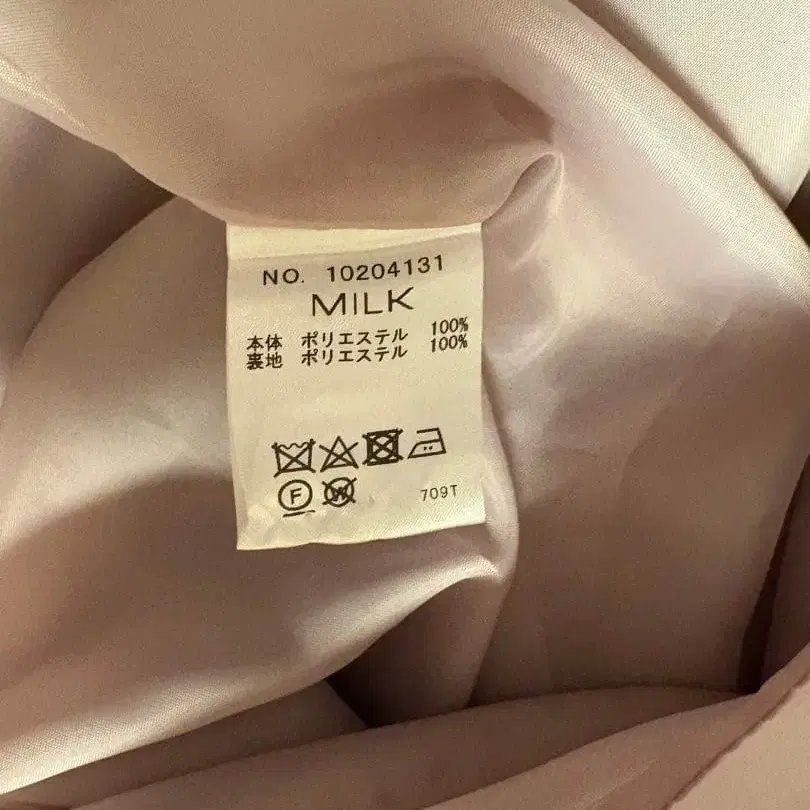 NO. 10204131
MILK
本体 ポリエステル 100%
裏地 ポリエステル 100%
F W
709T